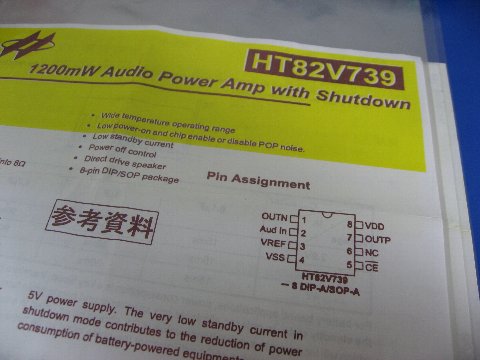 HT82V739
1200mW Audio Power Amp with Shutdown
• Wide temperature operating range
• Low power-on and chip enable or disable POP noise.
• Low standby current
• Power off control
• Direct drive speaker
• 8-pin DIP/SOP package
into 8Ω
Pin Assignment
参考資料
OUTN 1 8 VDD
Aud In 2 7 OUTP
VREF 3 6 NC
VSS 4 5 CE
HT82V739
– 8 DIP-A/SOP-A
5V power supply. The very low standby current in
shutdown mode contributes to the reduction of power
consumption of battery-powered equipment